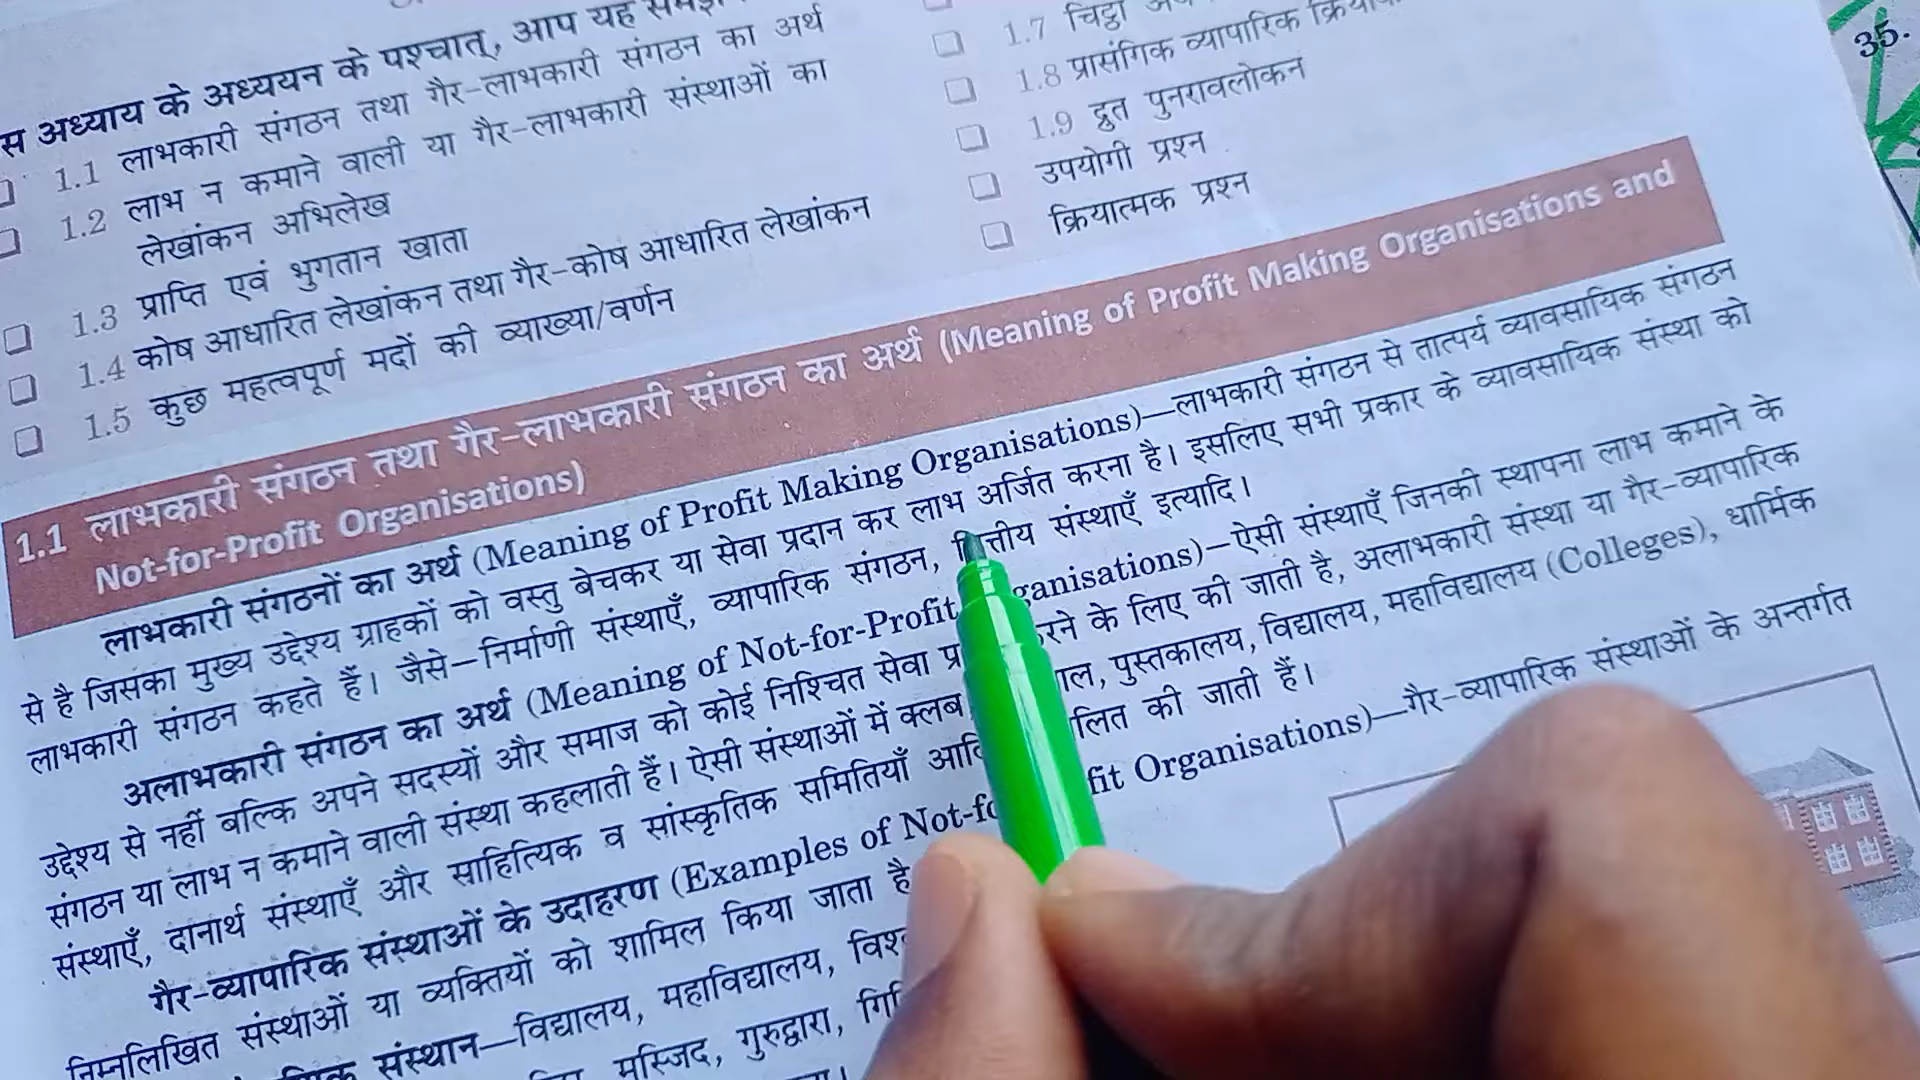 स अध्याय के अध्ययन के पश्चात्, आप यह
1.1 लाभकारी संगठन तथा गैर-लाभकारी संगठन का अर्थ
1.2 लाभ न कमाने वाली या गैर-लाभकारी संस्थाओं का
लेखांकन अभिलेख
1.3 प्राप्ति एवं भुगतान खाता
1.4 कोष आधारित लेखांकन तथा गैर-कोष आधारित लेखांकन
1.5 कुछ महत्वपूर्ण मदों की व्याख्या/वर्णन
1.7 चिट्ठा
1.8 प्रासंगिक व्यापारिक
1.9 द्रुत पुनरावलोकन
उपयोगी प्रश्न
क्रियात्मक प्रश्न
35.
1.1 लाभकारी संगठन तथा गैर-लाभकारी संगठन का अर्थ (Meaning of Profit Making Organisations and
Not-for-Profit Organisations)
लाभकारी संगठनों का अर्थ (Meaning of Profit Making Organisations)—लाभकारी संगठन से तात्पर्य व्यावसायिक संगठन
से है जिसका मुख्य उद्देश्य ग्राहकों को वस्तु बेचकर या सेवा प्रदान कर लाभ अर्जित करना है। इसलिए सभी प्रकार के व्यावसायिक संस्था को
लाभकारी संगठन कहते हैं। जैसे—निर्माणी संस्थाएँ, व्यापारिक संगठन, वित्तीय संस्थाएँ इत्यादि।
अलाभकारी संगठन का अर्थ (Meaning of Not-for-Profit ganisations)—ऐसी संस्थाएँ जिनकी स्थापना लाभ कमाने के
उद्देश्य से नहीं बल्कि अपने सदस्यों और समाज को कोई निश्चित सेवा प्र रने के लिए की जाती है, अलाभकारी संस्था या गैर-व्यापारिक
संगठन या लाभ न कमाने वाली संस्था कहलाती हैं। ऐसी संस्थाओं में क्लब ाल, पुस्तकालय, विद्यालय, महाविद्यालय (Colleges), धार्मिक
संस्थाएँ, दानार्थ संस्थाएँ और साहित्यिक व सांस्कृतिक समितियाँ लित की जाती हैं।
गैर-व्यापारिक संस्थाओं के उदाहरण (Examples of Not-fo fit Organisations)—गैर-व्यापारिक संस्थाओं के अन्तर्गत
निम्नलिखित संस्थाओं या व्यक्तियों को शामिल किया जाता है
संस्थान—विद्यालय, महाविद्यालय,
मस्जिद, गुरुद्वारा,